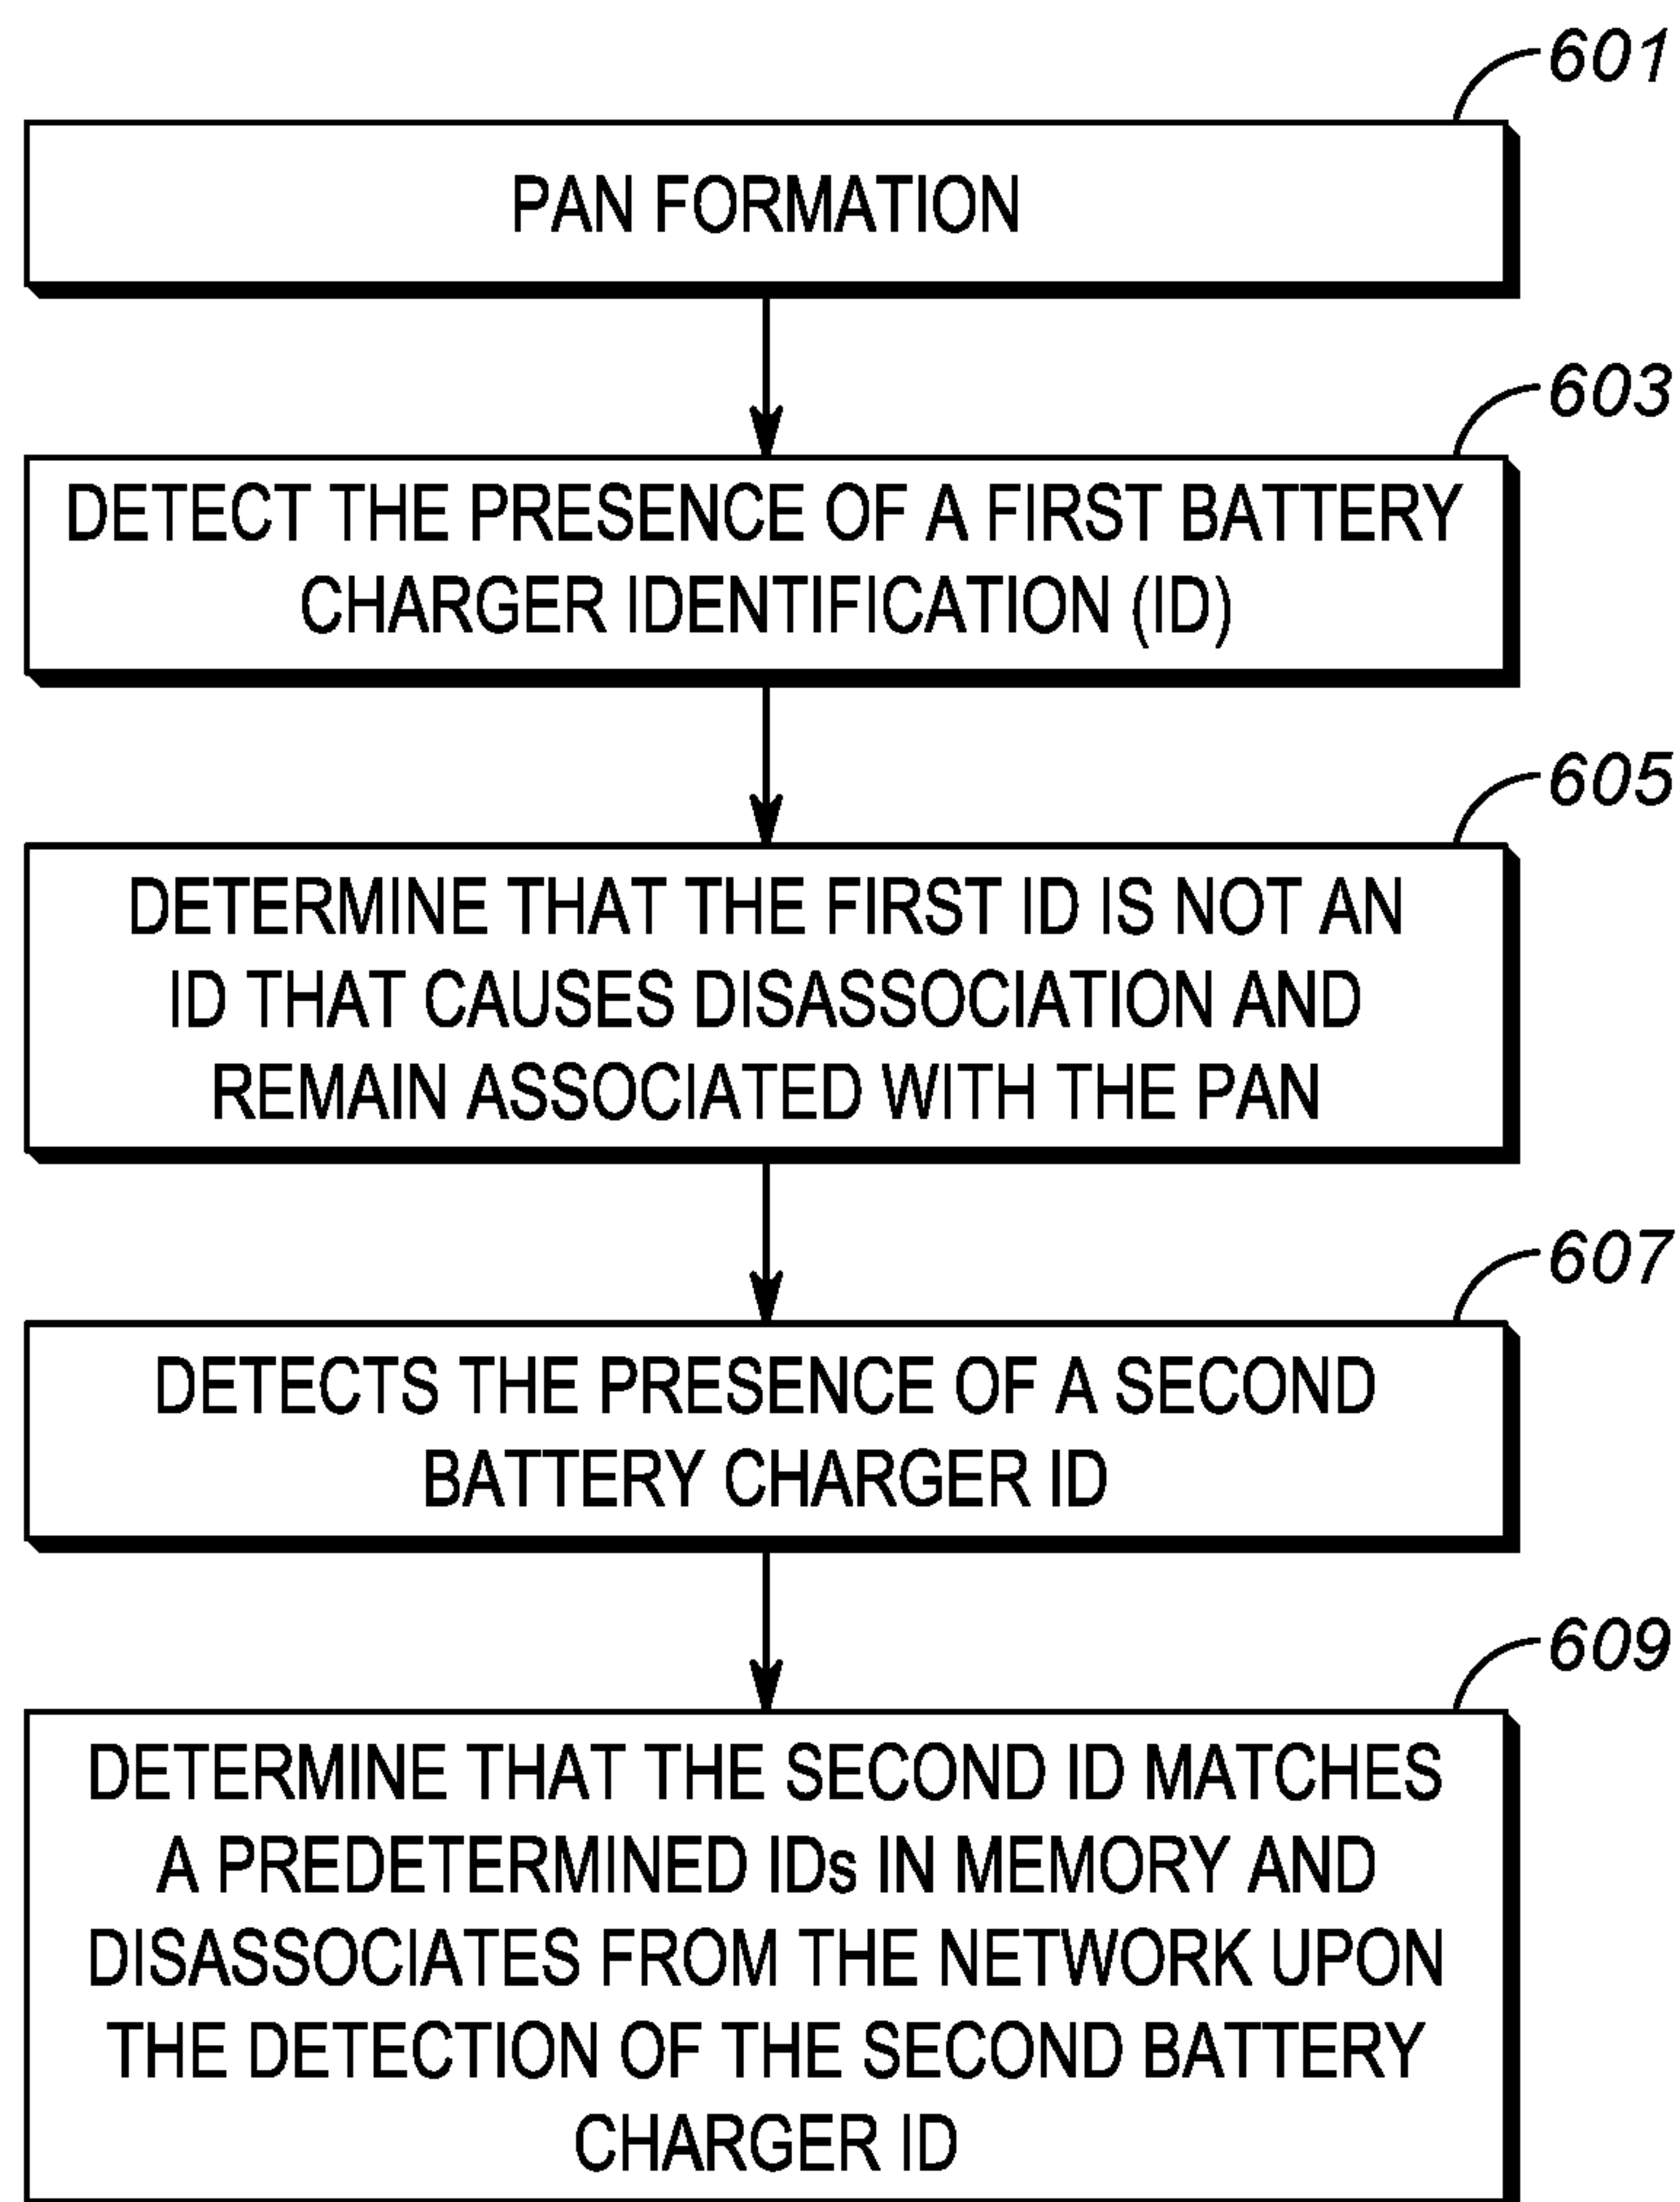 601
PAN FORMATION
603
DETECT THE PRESENCE OF A FIRST BATTERY
CHARGER IDENTIFICATION (ID)
605
DETERMINE THAT THE FIRST ID IS NOT AN
ID THAT CAUSES DISASSOCIATION AND
REMAIN ASSOCIATED WITH THE PAN
607
DETECTS THE PRESENCE OF A SECOND
BATTERY CHARGER ID
609
DETERMINE THAT THE SECOND ID MATCHES
A PREDETERMINED IDs IN MEMORY AND
DISASSOCIATES FROM THE NETWORK UPON
THE DETECTION OF THE SECOND BATTERY
CHARGER ID